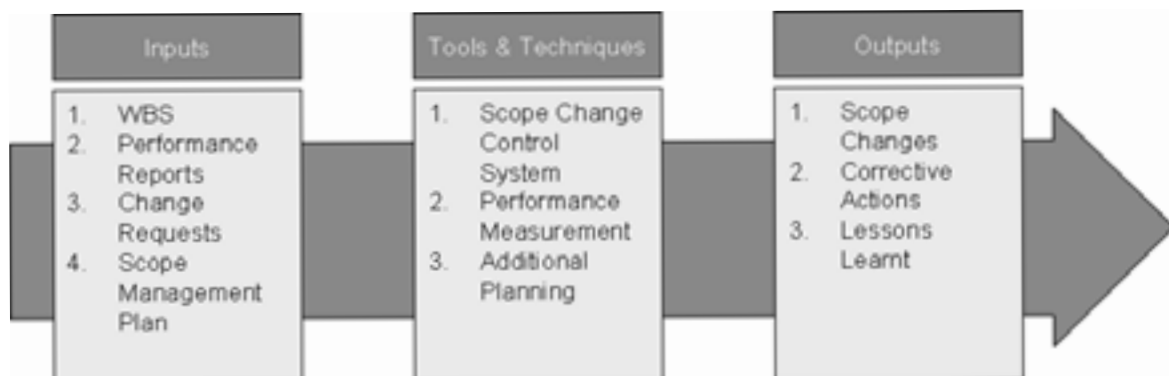 Inputs
1. WBS
2. Performance
Reports
3. Change
Requests
4. Scope
Management
Plan
Tools & Techniques
1. Scope Change
Control
System
2. Performance
Measurement
3. Additional
Planning
Outputs
1. Scope
Changes
2. Corrective
Actions
3. Lessons
Learnt